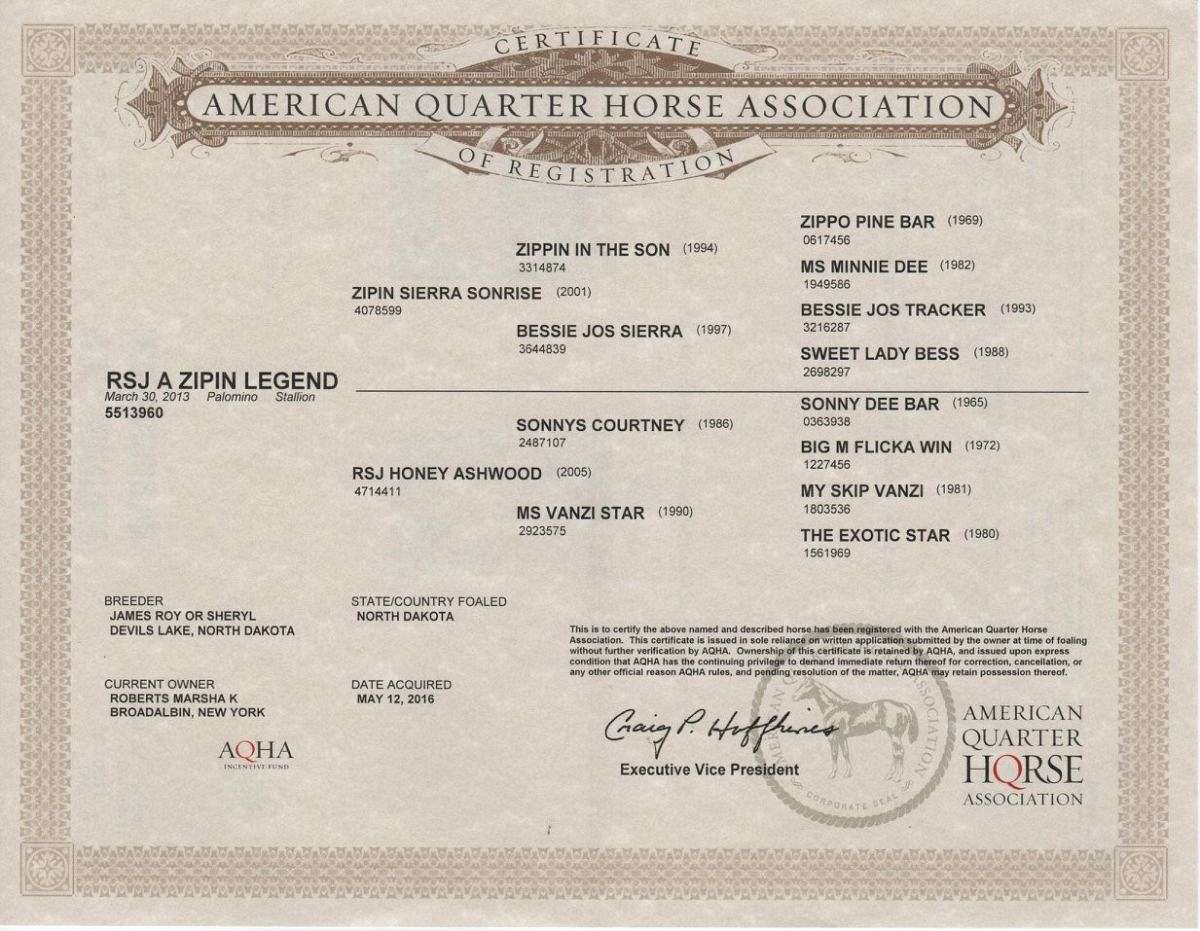 CERTIFICATE
AMERICAN QUARTER HORSE ASSOCIATION
OF REGISTRATION
ZIPPO PINE BAR (1969)
0617456
ZIPPIN IN THE SON (1994)
3314874
MS MINNIE DEE (1982)
1949586
ZIPIN SIERRA SONRISE (2001)
4078599
BESSIE JOS TRACKER (1993)
3216287
BESSIE JOS SIERRA (1997)
3644839
SWEET LADY BESS (1988)
2698297
RSJ A ZIPIN LEGEND
March 30, 2013 Palomino Stallion
5513960
SONNY DEE BAR (1965)
0363938
SONNYS COURTNEY (1986)
2487107
BIG M FLICKA WIN (1972)
1227456
RSJ HONEY ASHWOOD (2005)
4714411
MY SKIP VANZI (1981)
1803536
MS VANZI STAR (1990)
2923575
THE EXOTIC STAR (1980)
1561969
BREEDER
JAMES ROY OR SHERYL
DEVILS LAKE, NORTH DAKOTA
STATE/COUNTRY FOALED
NORTH DAKOTA
CURRENT OWNER
ROBERTS MARSHA K
BROADALBIN, NEW YORK
DATE ACQUIRED
MAY 12, 2016
AQHA
INCENTIVE FUND
This is to certify the above named and described horse has been registered with the American Quarter Horse
Association. This certificate is issued in sole reliance on written application submitted by the owner at time of foaling
without further verification by AQHA. Ownership of this certificate is retained by AQHA, and issued upon express
condition that AQHA has the continuing privilege to demand immediate return thereof for correction, cancellation, or
any other official reason AQHA rules, and pending resolution of the matter, AQHA may retain possession thereof.
Craig P. Huffhines
Executive Vice President
CORPORATE SEAL
AMERICAN
QUARTER
HORSE
ASSOCIATION